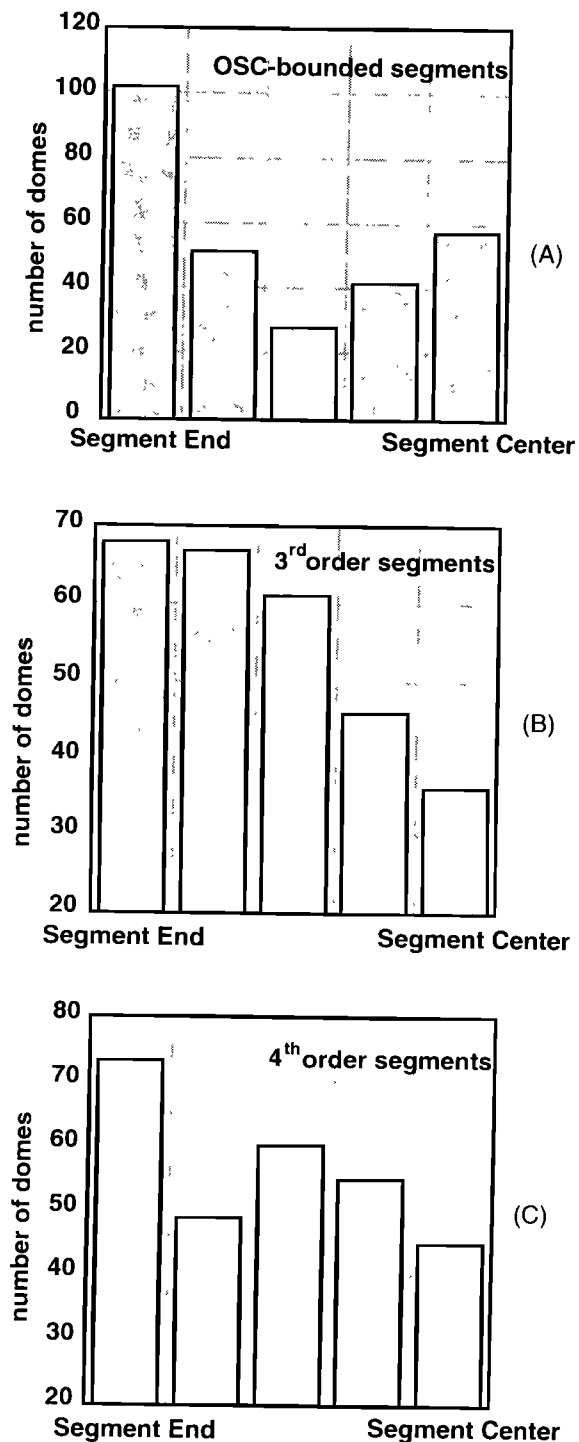 120
OSC-bounded segments
100
80
60
40
20
0
number of domes
(A)
Segment End Segment Center
70
3rd order segments
60
50
40
30
20
number of domes
(B)
Segment End Segment Center
80
4th order segments
70
60
50
40
30
20
number of domes
(C)
Segment End Segment Center